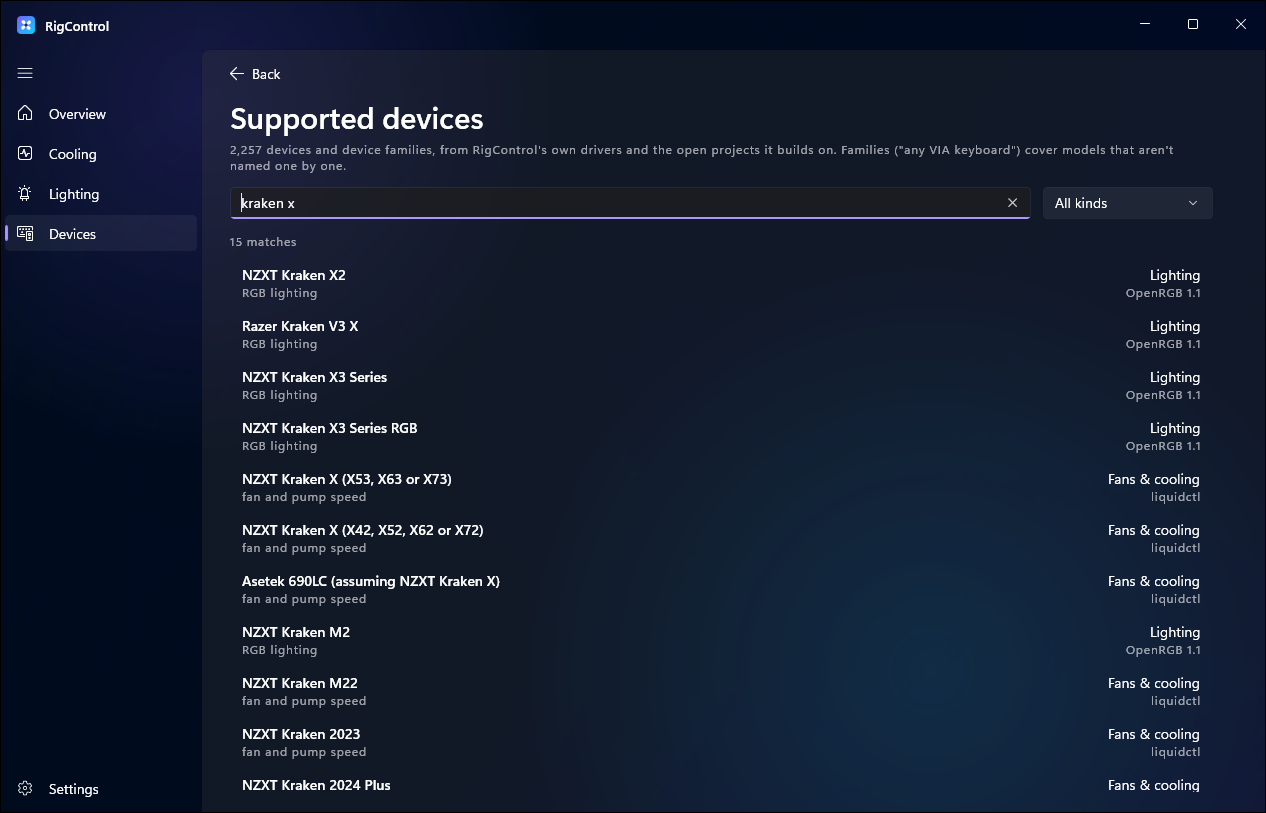 RigControl
Back
Overview
Cooling
Lighting
Devices
Settings
Supported devices
2,257 devices and device families, from RigControl's own drivers and the open projects it builds on. Families ("any VIA keyboard") cover models that aren't
named one by one.
kraken x
All kinds
15 matches
NZXT Kraken X2
Lighting
RGB lighting
OpenRGB 1.1
Razer Kraken V3 X
Lighting
RGB lighting
OpenRGB 1.1
NZXT Kraken X3 Series
Lighting
RGB lighting
OpenRGB 1.1
NZXT Kraken X3 Series RGB
Lighting
RGB lighting
OpenRGB 1.1
NZXT Kraken X (X53, X63 or X73)
Fans & cooling
fan and pump speed
liquidctl
NZXT Kraken X (X42, X52, X62 or X72)
Fans & cooling
fan and pump speed
liquidctl
Asetek 690LC (assuming NZXT Kraken X)
Fans & cooling
fan and pump speed
liquidctl
NZXT Kraken M2
Lighting
RGB lighting
OpenRGB 1.1
NZXT Kraken M22
Fans & cooling
fan and pump speed
liquidctl
NZXT Kraken 2023
Fans & cooling
fan and pump speed
liquidctl
NZXT Kraken 2024 Plus
Fans & cooling